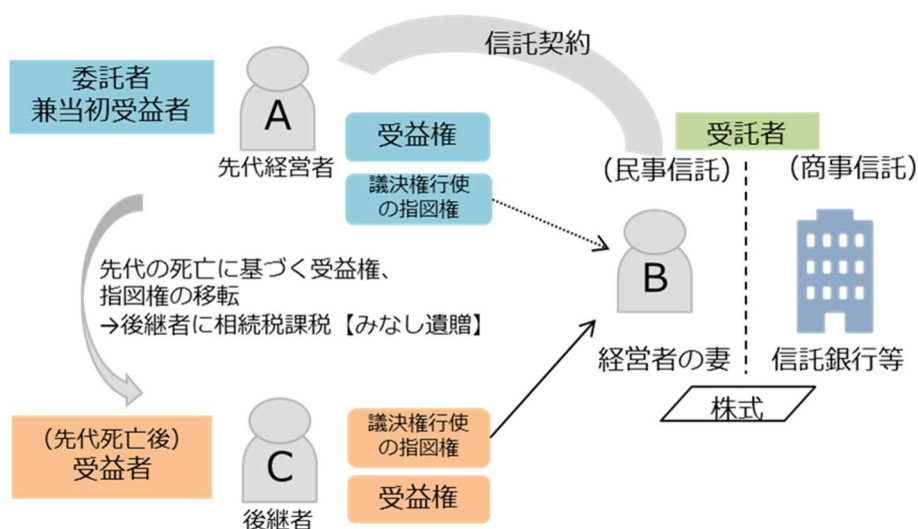 信託契約
委託者
兼当初受益者
A
先代経営者
受益権
議決権行使
の指図権
受託者
(民事信託)
(商事信託)
B
経営者の妻
信託銀行等
株式
先代の死亡に基づく受益権、
指図権の移転
→後継者に相続税課税【みなし遺贈】
(先代死亡後)
受益者
C
後継者
議決権行使
の指図権
受益権